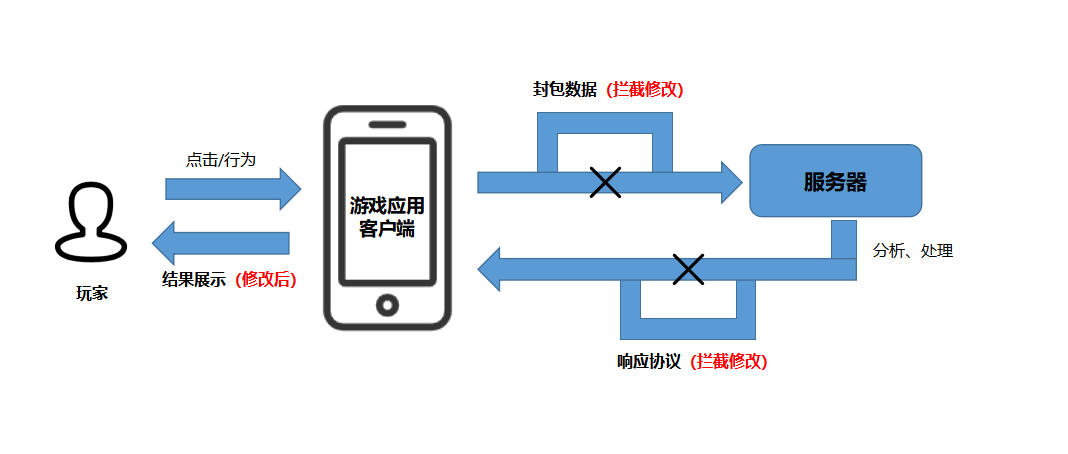 封包数据（拦截修改）
点击/行为
服务器
游戏应用
客户端
分析、处理
结果展示（修改后）
玩家
响应协议（拦截修改）